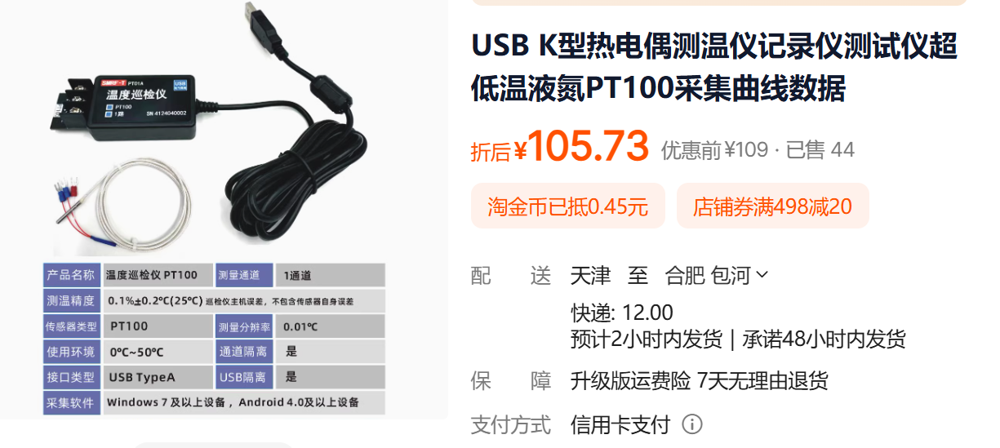 SMRF-T PT01A
USB
温度巡检仪
PT100
1路
SN 4124040002
产品名称 温度巡检仪 PT100 测量通道 1通道
测温精度 0.1%±0.2℃(25℃) 巡检仪主机误差，不包含传感器自身误差
传感器类型 PT100 测量分辨率 0.01℃
使用环境 0℃~50℃ 通道隔离 是
接口类型 USB TypeA USB隔离 是
采集软件 Windows 7 及以上设备，Android 4.0及以上设备
USB K型热电偶测温仪记录仪测试仪超
低温液氮PT100采集曲线数据
折后¥105.73 优惠前¥109 · 已售 44
淘金币已抵0.45元 店铺券满498减20
配送 天津 至 合肥 包河
快递: 12.00
预计2小时内发货 | 承诺48小时内发货
保障 升级版运费险 7天无理由退货
支付方式 信用卡支付